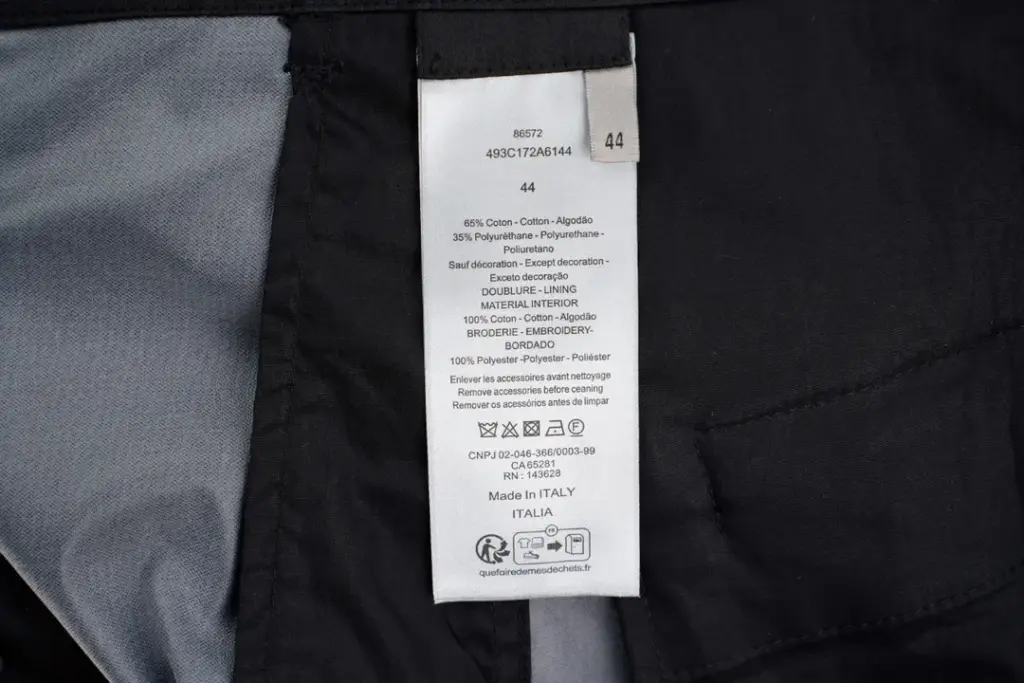 44
86572
493C172A6144
44
65% Coton - Cotton - Algodão
35% Polyuréthane - Polyurethane -
Poliuretano
Sauf décoration - Except decoration -
Exceto decoração
DOUBLURE - LINING
MATERIAL INTERIOR
100% Coton - Cotton - Algodão
BRODERIE - EMBROIDERY-
BORDADO
100% Polyester -Polyester - Poliéster
Enlever les accessoires avant nettoyage
Remove accessories before ceaning
Remover os acessórios antes de limpar
F
CNPJ 02-046-366/0003-99
CA 65281
RN : 143628
Made In ITALY
ITALIA
FR
quefairedemesdechets.fr